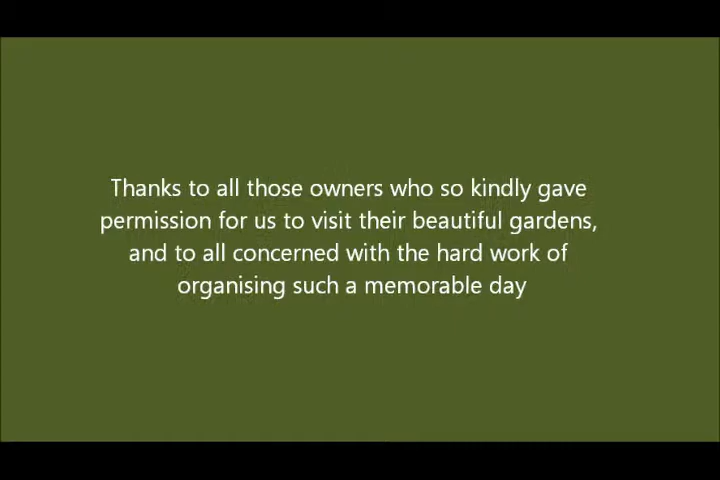 Thanks to all those owners who so kindly gave
permission for us to visit their beautiful gardens,
and to all concerned with the hard work of
organising such a memorable day